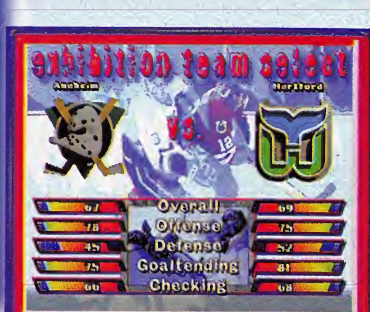 exhibition team select
Anaheim Hartford
vs.
12
67 Overall 69
78 Offense 75
45 Defense 52
75 Goaltending 81
66 Checking 68